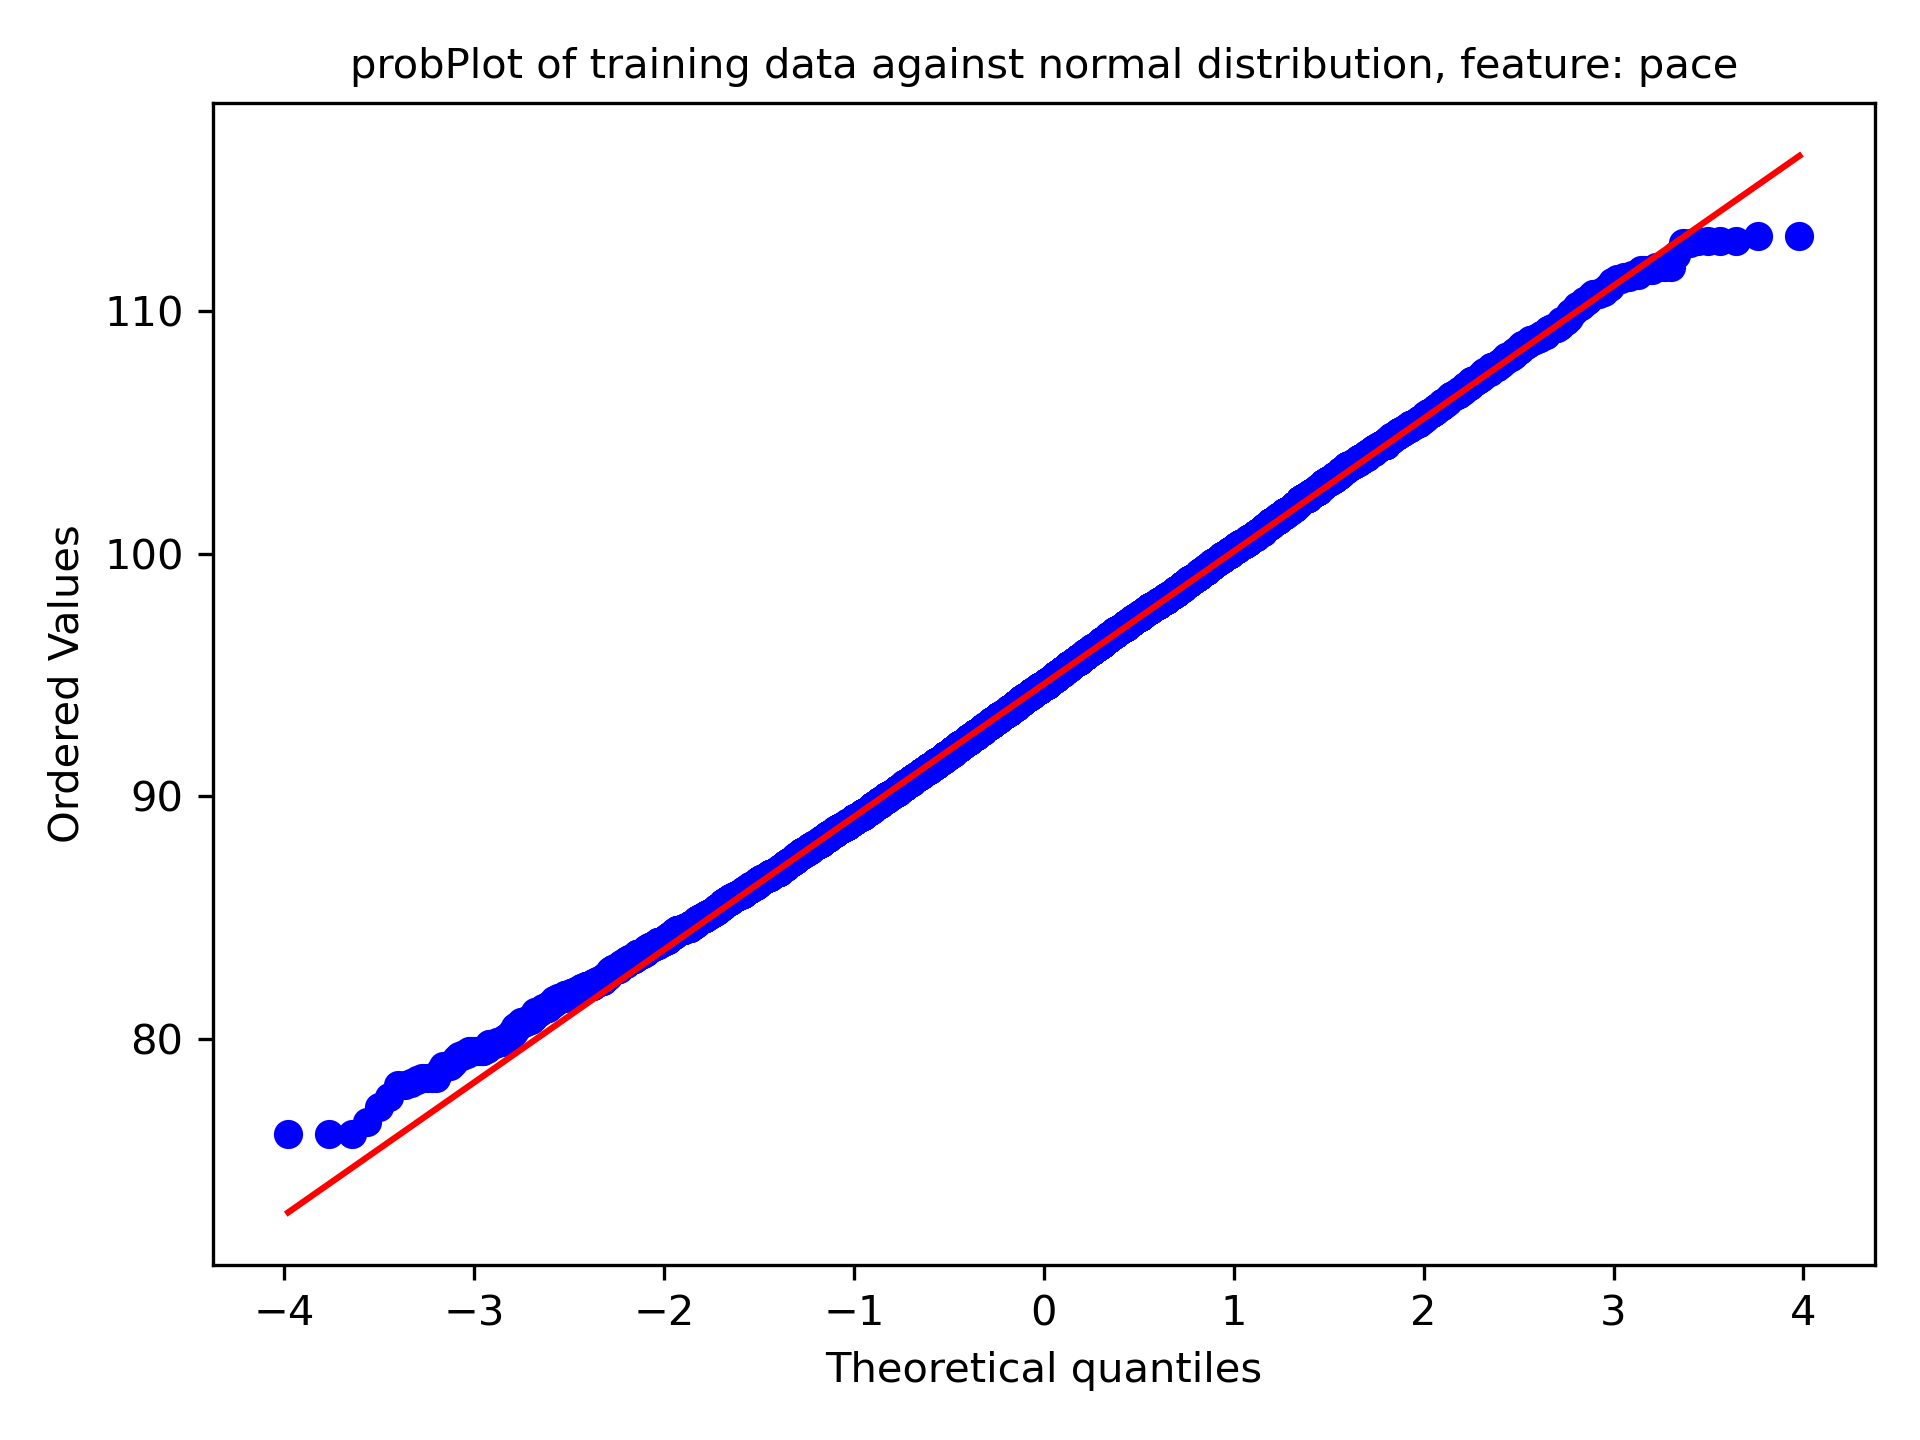 probPlot of training data against normal distribution, feature: pace
Ordered Values
110
100
90
80
−4 −3 −2 −1 0 1 2 3 4
Theoretical quantiles